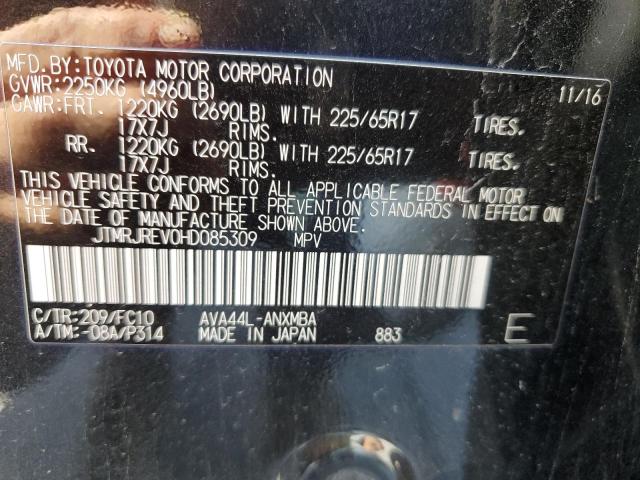 MFD.BY:TOYOTA MOTOR CORPORATION 11/16
GVWR:2250KG (4960LB)
GAWR:FRT. 1220KG (2690LB) WITH 225/65R17 TIRES.
17X7J RIMS.
RR. 1220KG (2690LB) WITH 225/65R17 TIRES.
17X7J RIMS.
THIS VEHICLE CONFORMS TO ALL APPLICABLE FEDERAL MOTOR
VEHICLE SAFETY AND THEFT PREVENTION STANDARDS IN EFFECT ON
THE DATE OF MANUFACTURE SHOWN ABOVE.
JTMRJREV0HD085309 MPV
C/TR:209/FC10 AVA44L-ANXMBA
A/TM:-08A/P314 MADE IN JAPAN 883 E